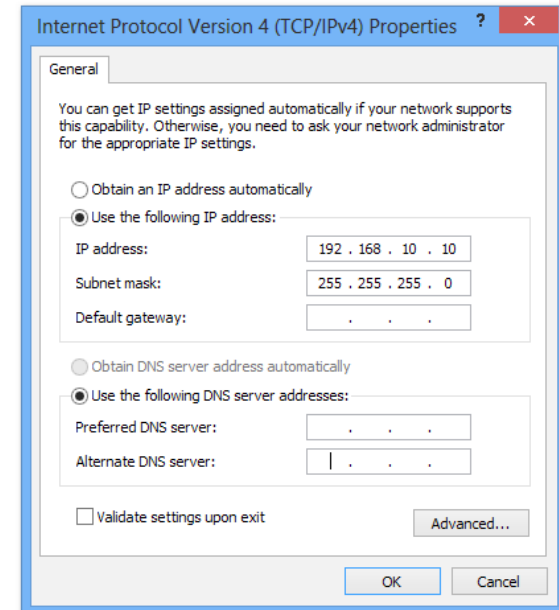 Internet Protocol Version 4 (TCP/IPv4) Properties ? ×
General
You can get IP settings assigned automatically if your network supports
this capability. Otherwise, you need to ask your network administrator
for the appropriate IP settings.
Obtain an IP address automatically
Use the following IP address:
IP address: 192 . 168 . 10 . 10
Subnet mask: 255 . 255 . 255 . 0
Default gateway: . . .
Obtain DNS server address automatically
Use the following DNS server addresses:
Preferred DNS server: . . .
Alternate DNS server: . . .
Validate settings upon exit Advanced...
OK Cancel